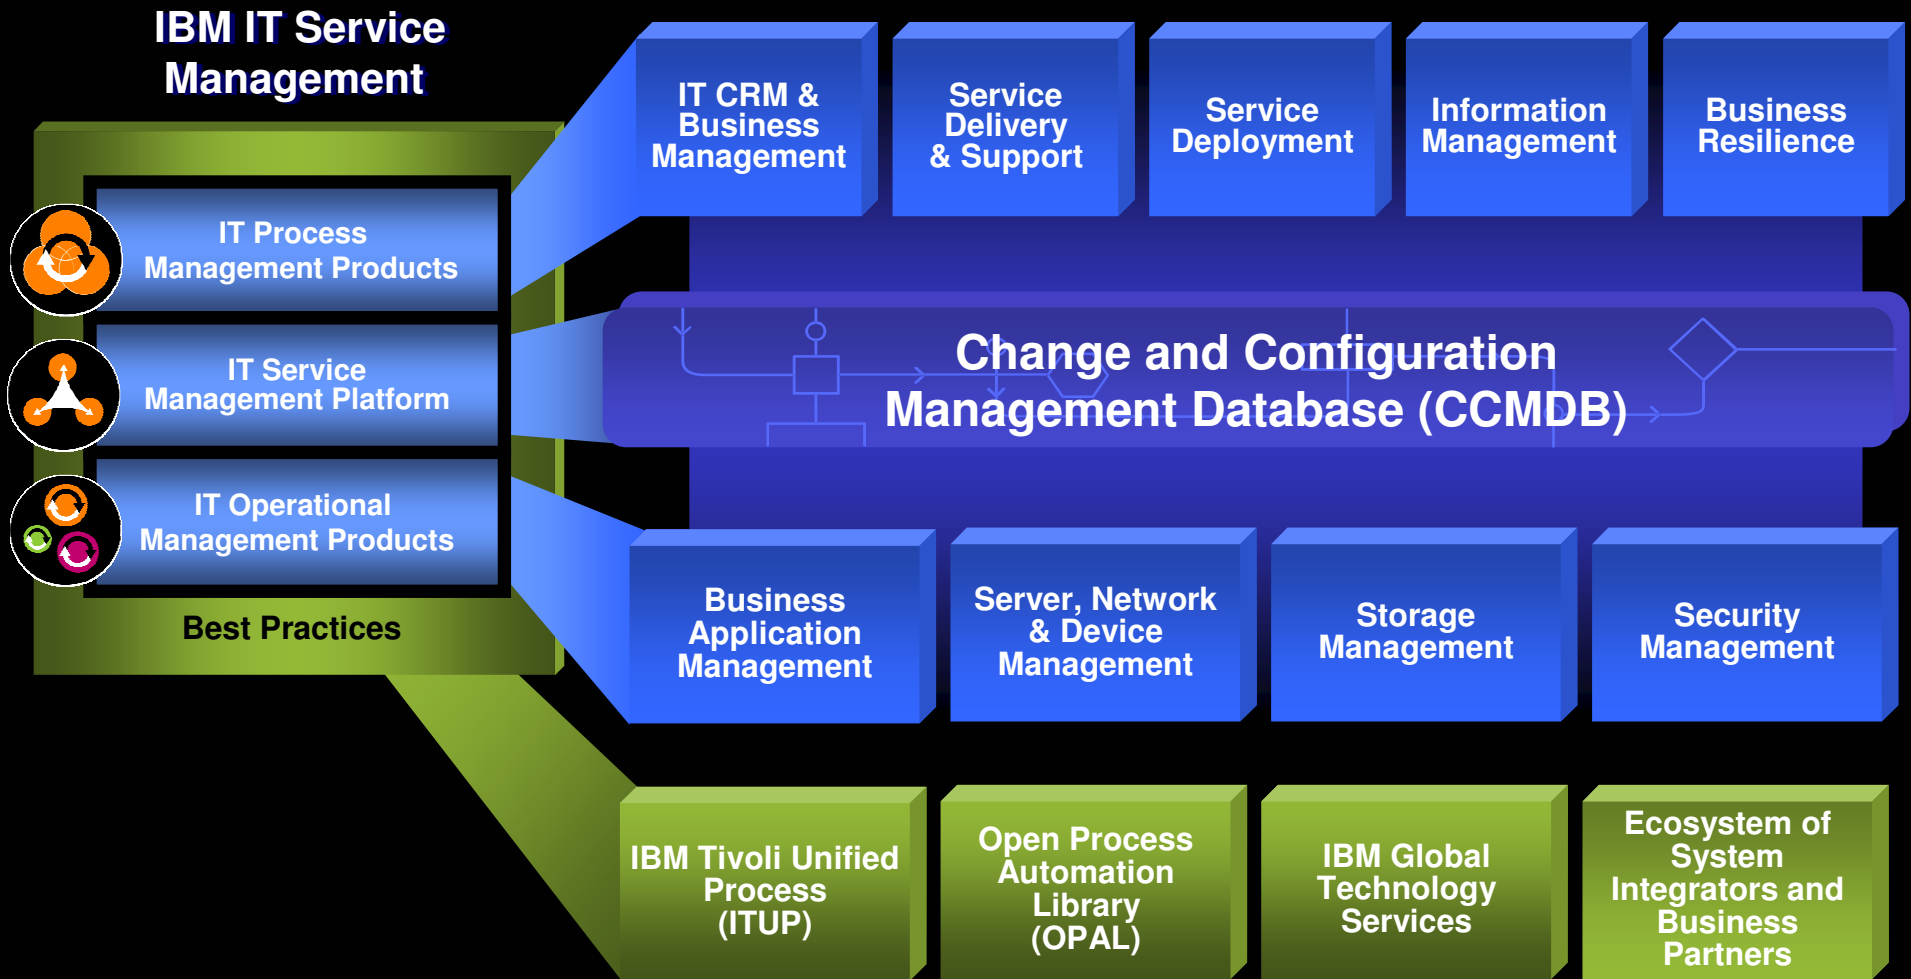 IBM IT Service
Management
IT Process
Management Products
IT Service
Management Platform
IT Operational
Management Products
Best Practices
IT CRM &
Business
Management
Service
Delivery
& Support
Service
Deployment
Information
Management
Business
Resilience
Change and Configuration
Management Database (CCMDB)
Business
Application
Management
Server, Network
& Device
Management
Storage
Management
Security
Management
IBM Tivoli Unified
Process
(ITUP)
Open Process
Automation
Library
(OPAL)
IBM Global
Technology
Services
Ecosystem of
System
Integrators and
Business
Partners